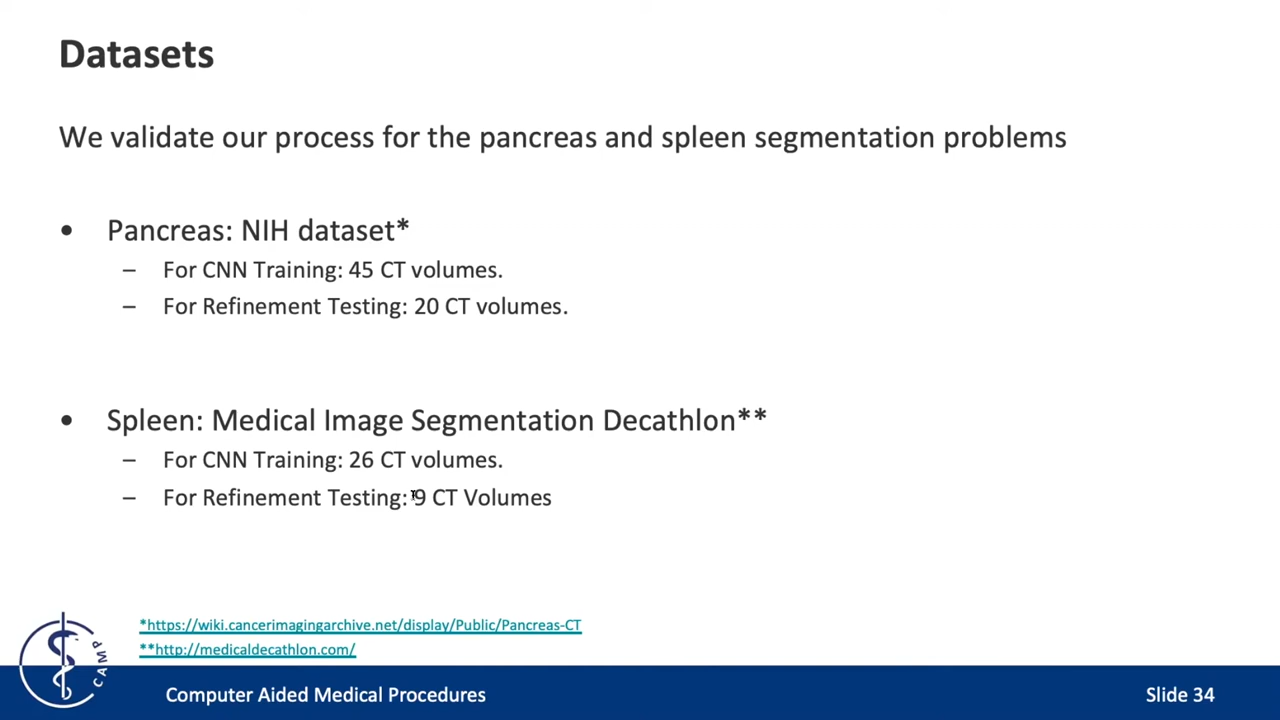 Datasets
We validate our process for the pancreas and spleen segmentation problems
• Pancreas: NIH dataset*
– For CNN Training: 45 CT volumes.
– For Refinement Testing: 20 CT volumes.
• Spleen: Medical Image Segmentation Decathlon**
– For CNN Training: 26 CT volumes.
– For Refinement Testing: 9 CT Volumes
*https://wiki.cancerimagingarchive.net/display/Public/Pancreas-CT
**http://medicaldecathlon.com/
CAMP
Computer Aided Medical Procedures
Slide 34